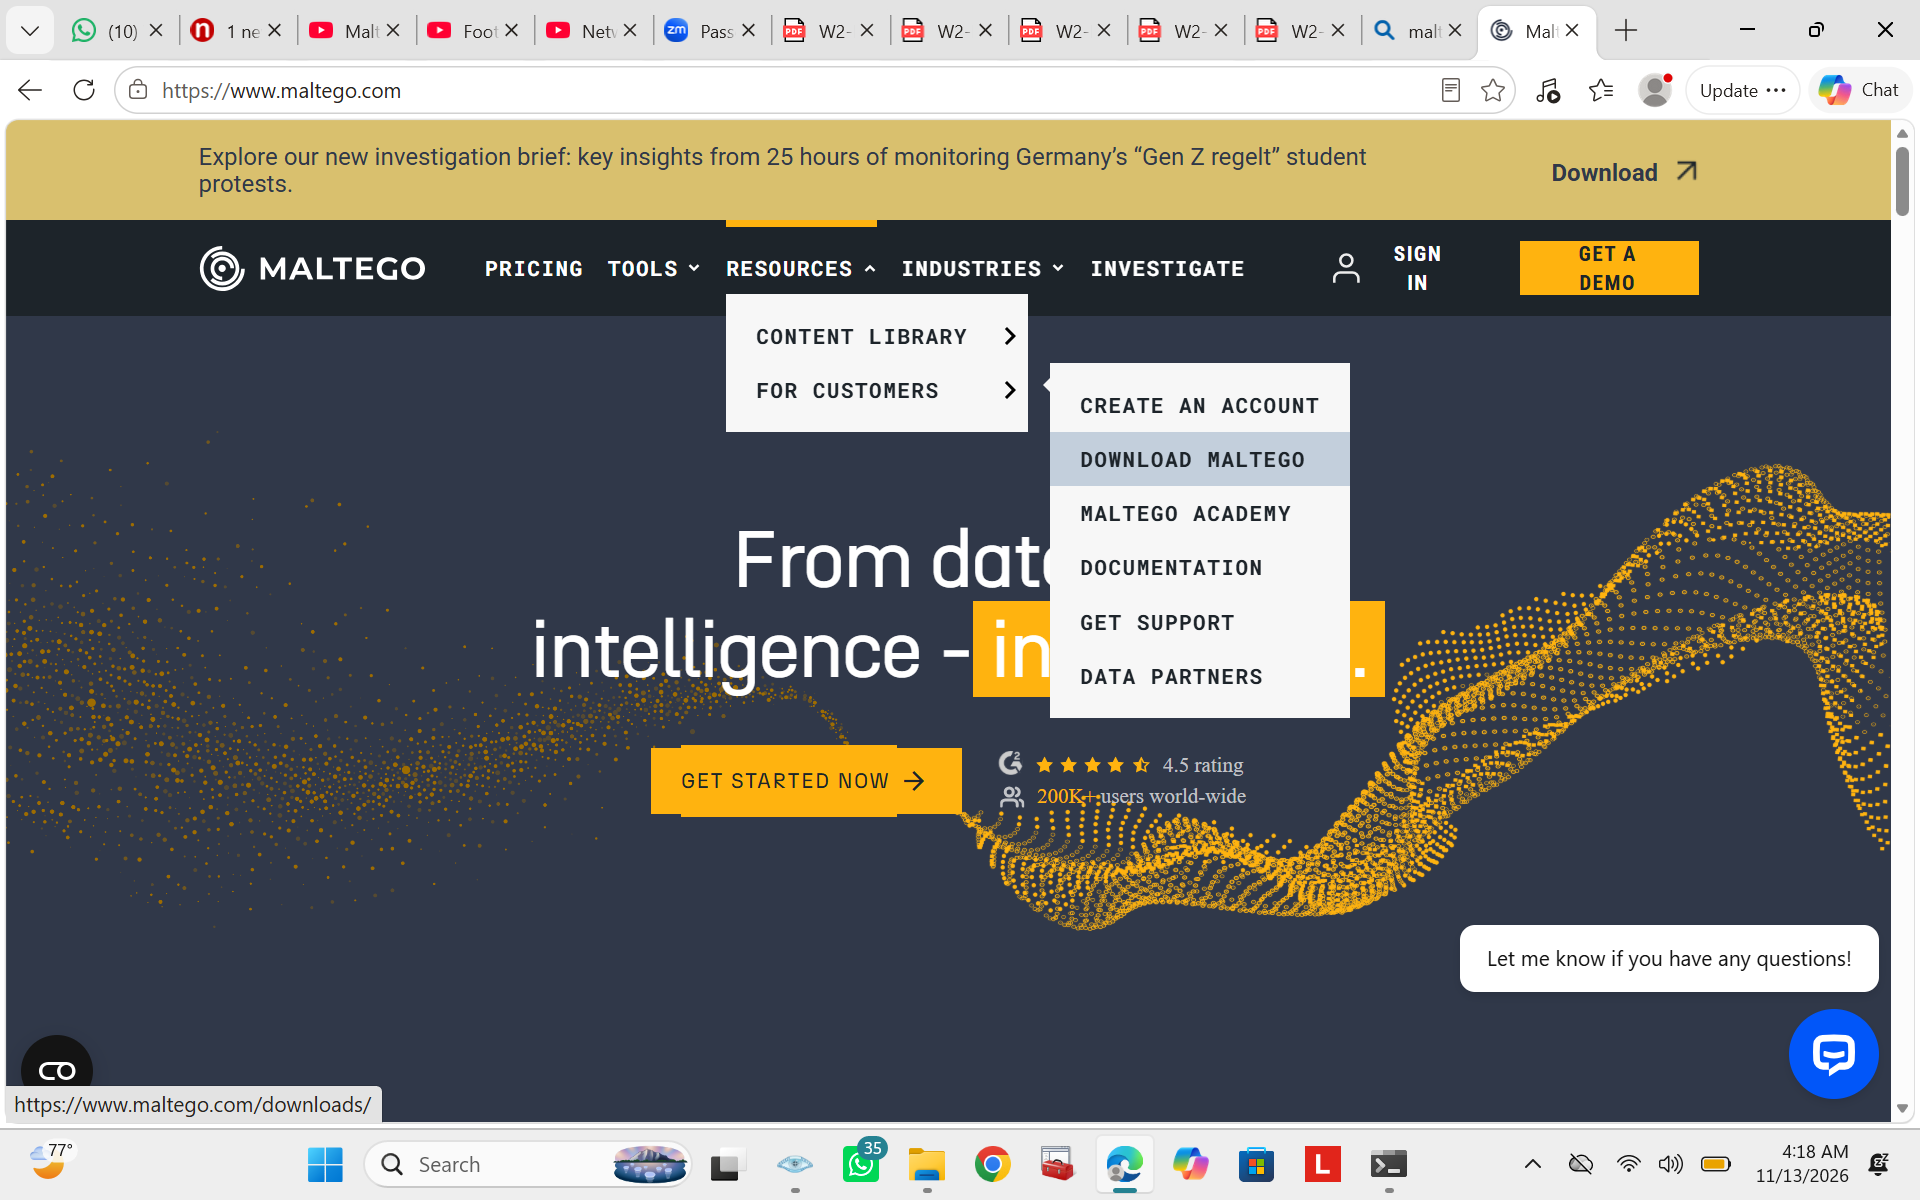 (10)
1 ne
Malt
Foot
Netw
Pass
W2-
W2-
W2-
W2-
W2-
malt
Malt
https://www.maltego.com
Update
Chat
Explore our new investigation brief: key insights from 25 hours of monitoring Germany’s “Gen Z regelt” student
protests.
Download
MALTEGO
PRICING
TOOLS
RESOURCES
INDUSTRIES
INVESTIGATE
SIGN
IN
GET A
DEMO
CONTENT LIBRARY
FOR CUSTOMERS
CREATE AN ACCOUNT
DOWNLOAD MALTEGO
MALTEGO ACADEMY
DOCUMENTATION
GET SUPPORT
DATA PARTNERS
From data
intelligence - in
.
GET STARTED NOW
4.5 rating
200K+ users world-wide
Let me know if you have any questions!
https://www.maltego.com/downloads/
77°
Search
35
4:18 AM
11/13/2026